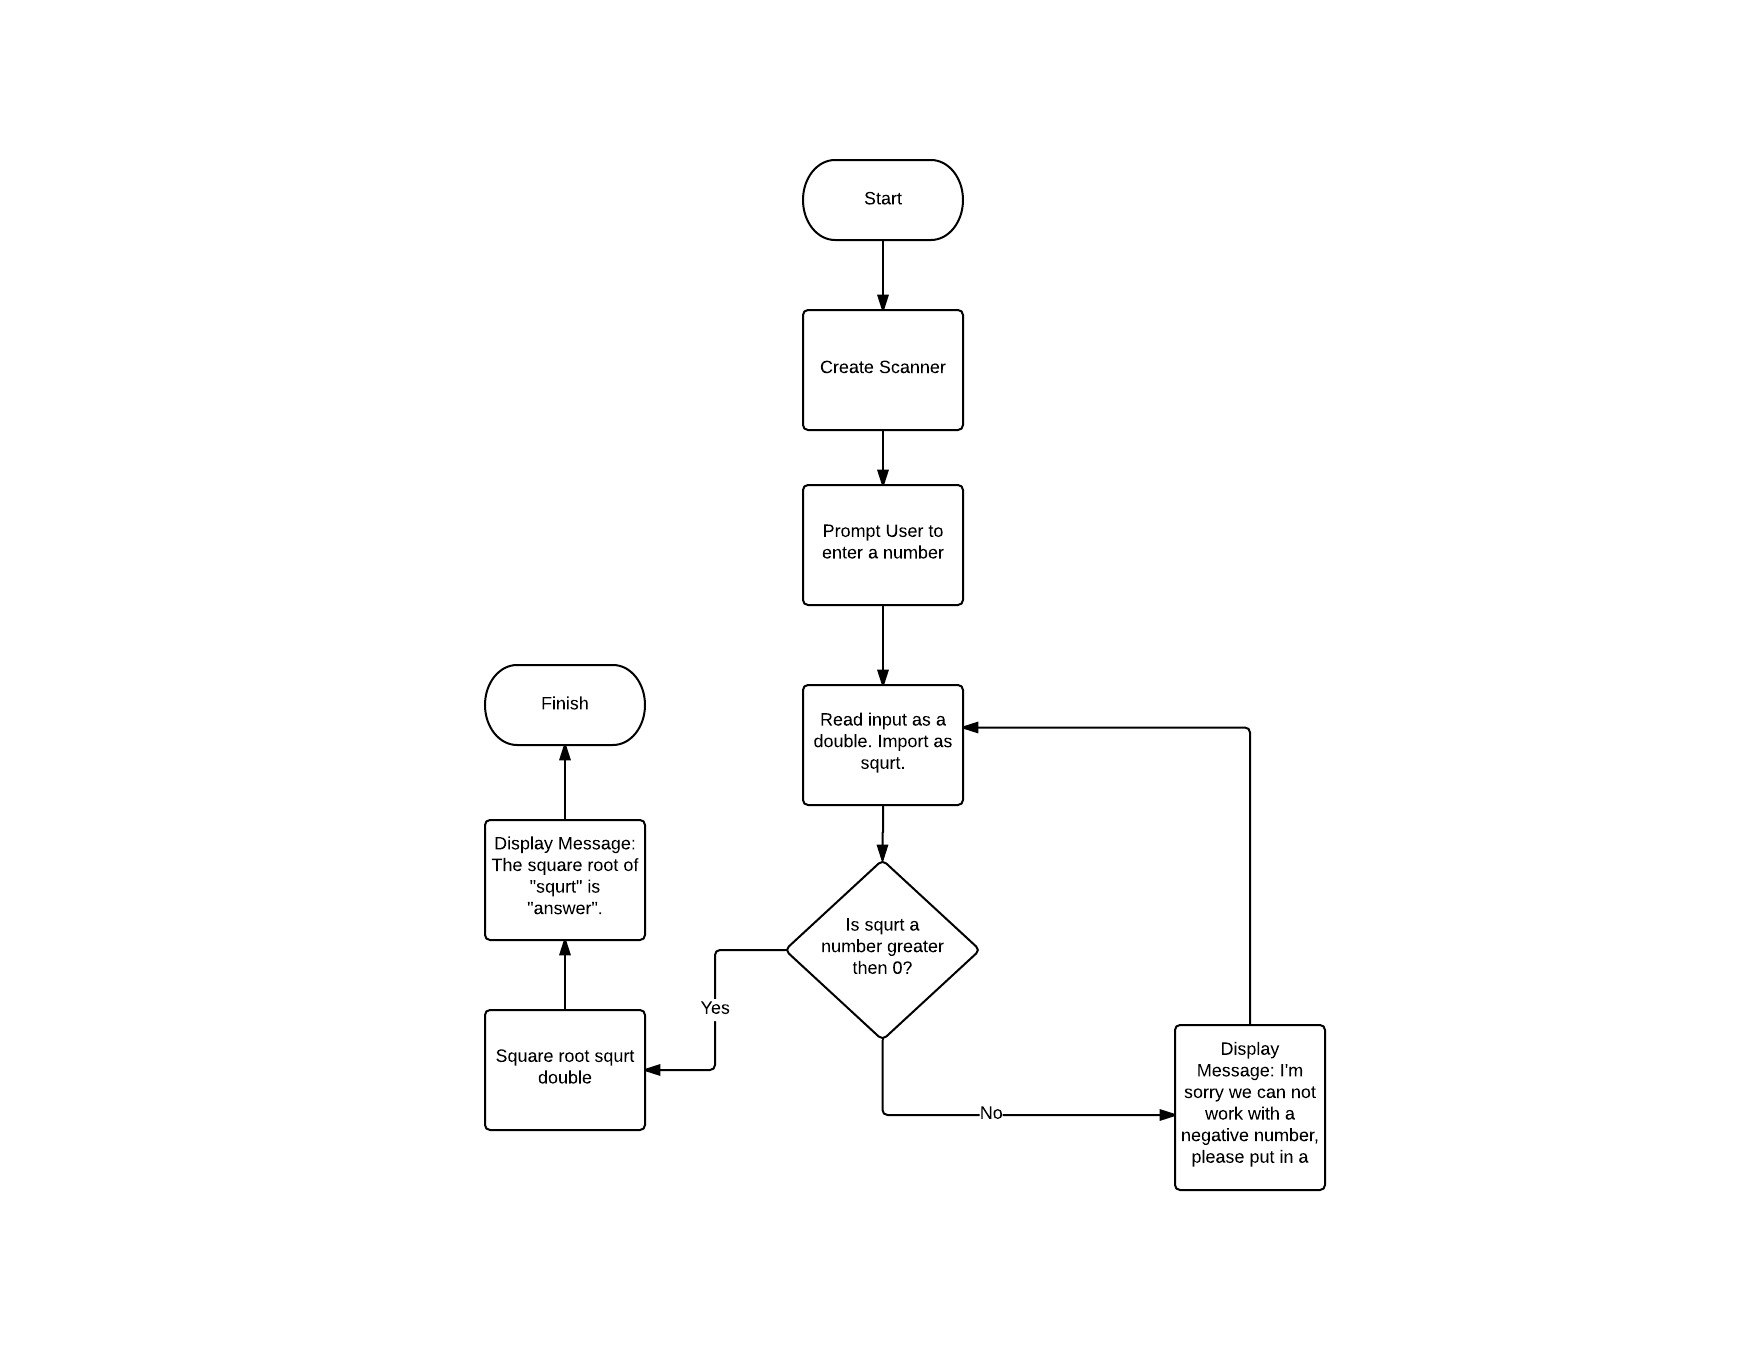 Start
Create Scanner
Prompt User to
enter a number
Read input as a
double. Import as
squrt.
Is squrt a
number greater
then 0?
Yes
Square root squrt
double
Display Message:
The square root of
"squrt" is
"answer".
Finish
No
Display
Message: I'm
sorry we can not
work with a
negative number,
please put in a